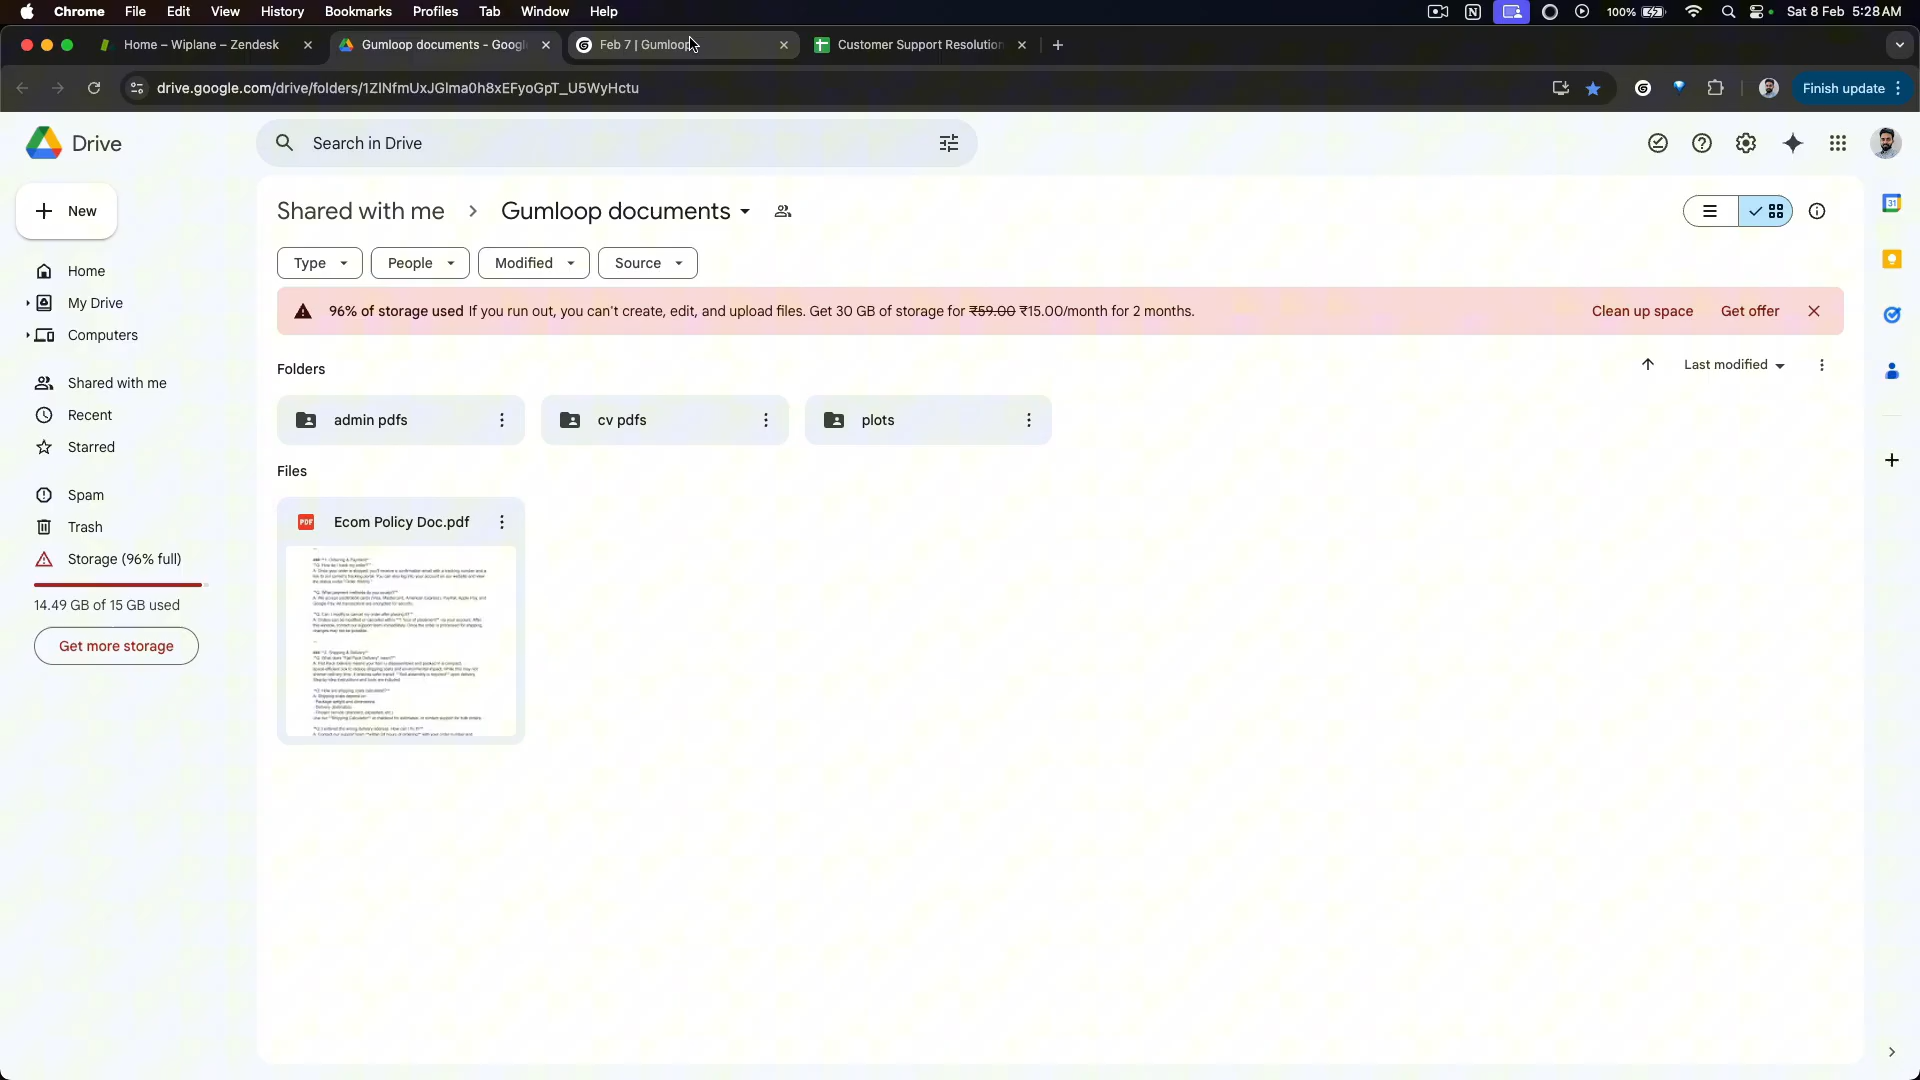 Chrome File Edit View History Bookmarks Profiles Tab Window Help 100% Sat 8 Feb 5:28 AM
Home – Wiplane – Zendesk Gumloop documents - Googl Feb 7 | Gumloop Customer Support Resolution
drive.google.com/drive/folders/1ZINfmUxJGlma0h8xEFyoGpT_U5WyHctu Finish update
Drive
Search in Drive
New
Home
My Drive
Computers
Shared with me
Recent
Starred
Spam
Trash
Storage (96% full)
14.49 GB of 15 GB used
Get more storage
Shared with me Gumloop documents
Type People Modified Source
96% of storage used If you run out, you can't create, edit, and upload files. Get 30 GB of storage for ₹59.00 ₹15.00/month for 2 months. Clean up space Get offer
Folders
Last modified
admin pdfs cv pdfs plots
Files
PDF Ecom Policy Doc.pdf
31